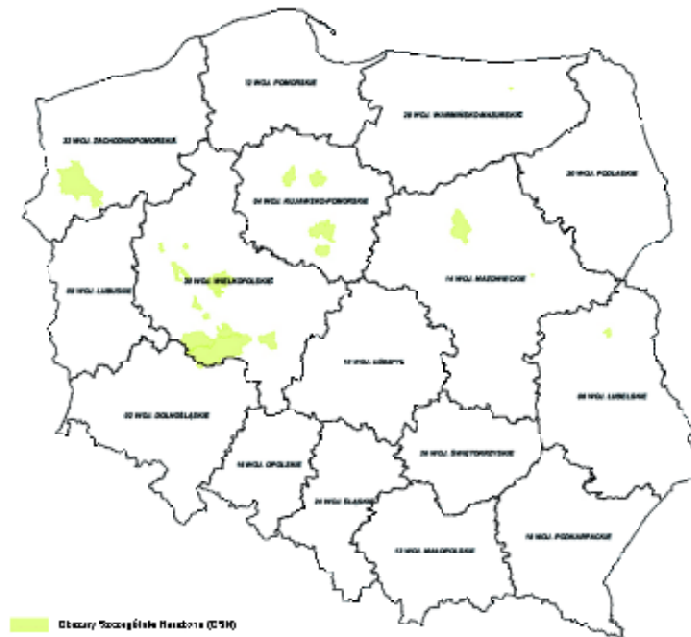 12 WOJ. POMORSKIE
28 WOJ. WARMIŃSKO-MAZURSKIE
32 WOJ. ZACHODNIOPOMORSKIE
20 WOJ. PODLASKIE
04 WOJ. KUJAWSKO-POMORSKIE
14 WOJ. MAZOWIECKIE
30 WOJ. WIELKOPOLSKIE
08 WOJ. LUBUSKIE
10 WOJ. ŁÓDZKIE
06 WOJ. LUBELSKIE
02 WOJ. DOLNOŚLĄSKIE
26 WOJ. ŚWIĘTOKRZYSKIE
16 WOJ. OPOLSKIE
24 WOJ. ŚLĄSKIE
18 WOJ. PODKARPACKIE
12 WOJ. MAŁOPOLSKIE
Obszary Szczególnie Narażone (OSN)